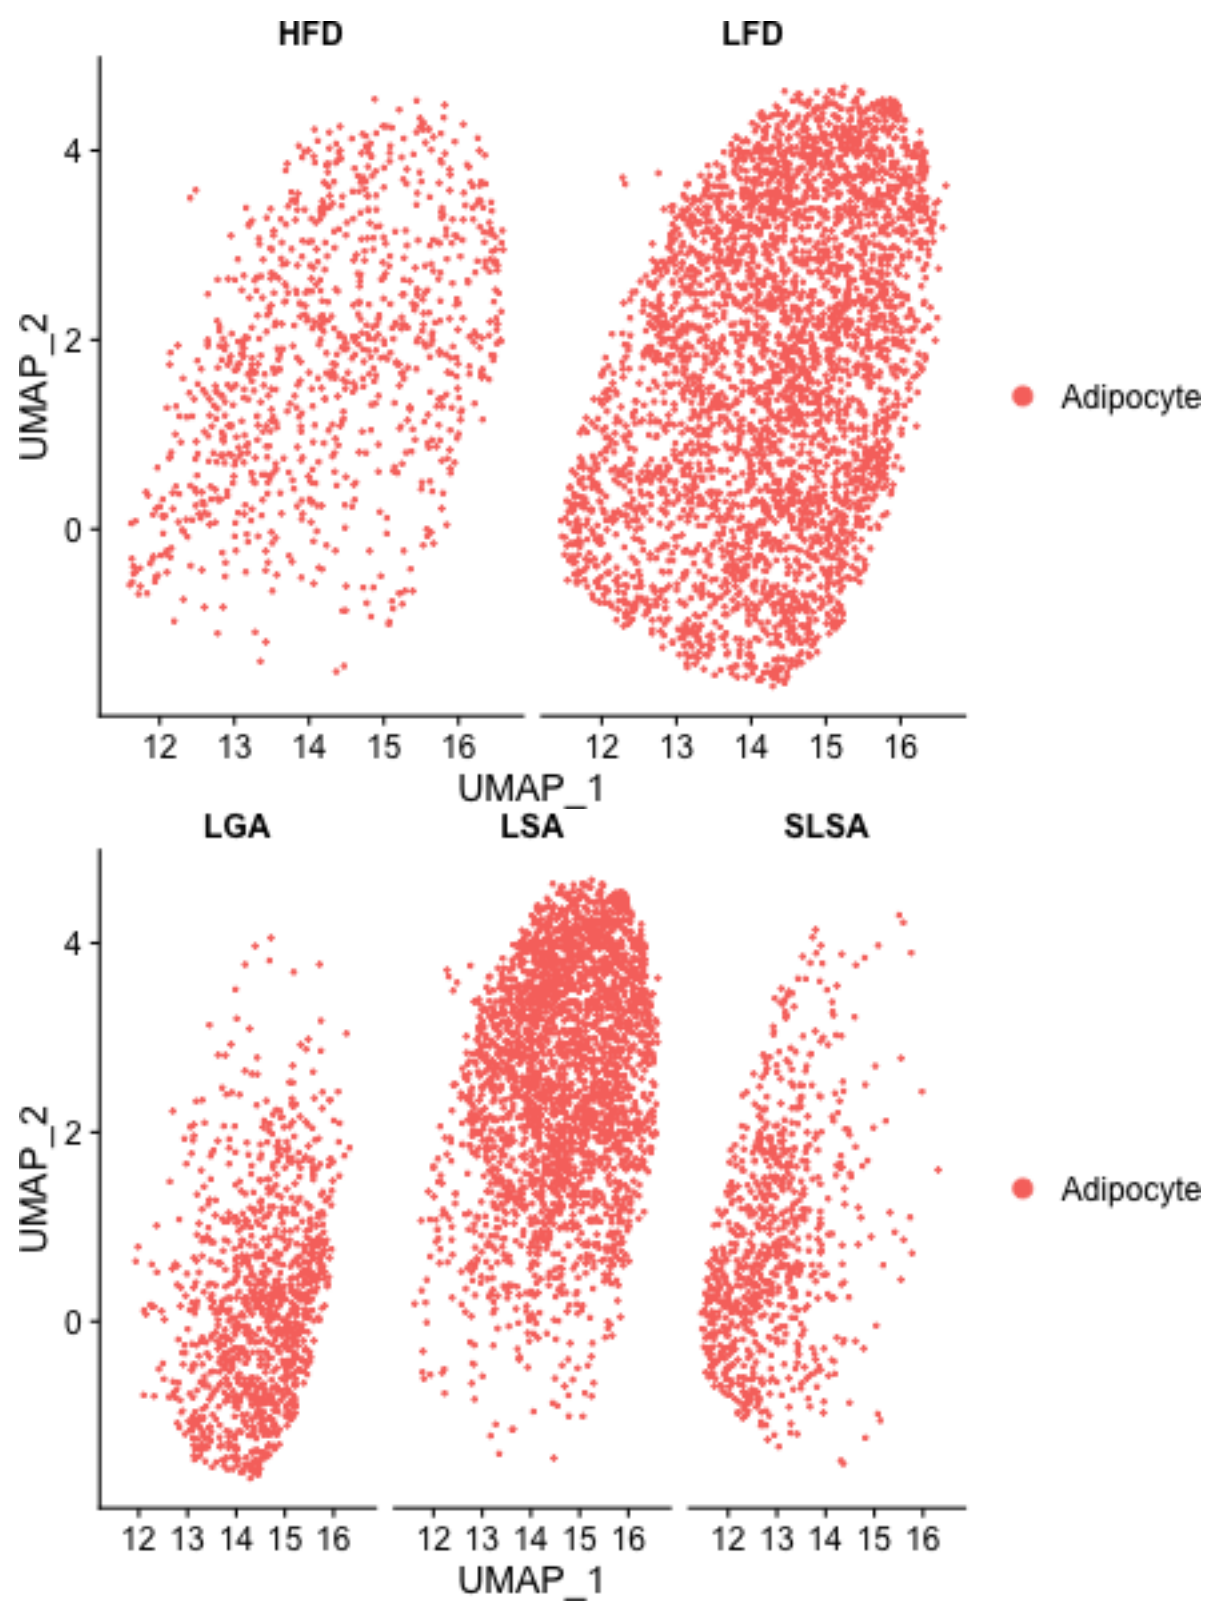 HFD LFD
4
2
0
UMAP_2
12 13 14 15 16 12 13 14 15 16
UMAP_1
Adipocyte
LGA LSA SLSA
4
2
0
UMAP_2
12 13 14 15 16 12 13 14 15 16 12 13 14 15 16
UMAP_1
Adipocyte